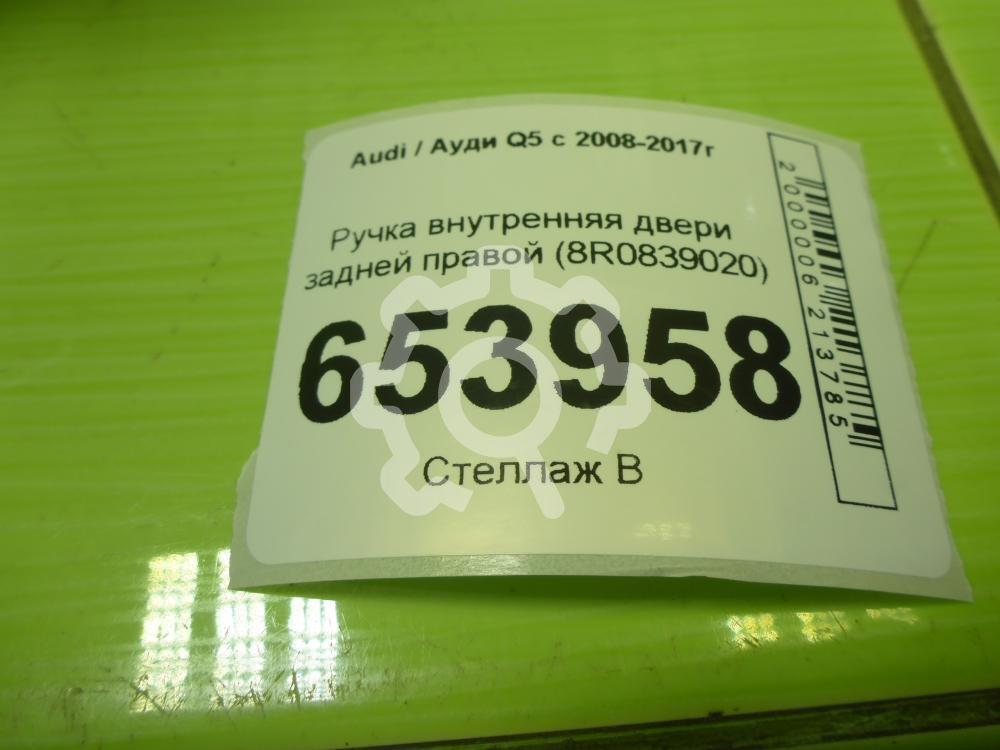 Audi / Ауди Q5 с 2008-2017г
Ручка внутренняя двери
задней правой (8R0839020)
653958
Стеллаж В
2000006213785